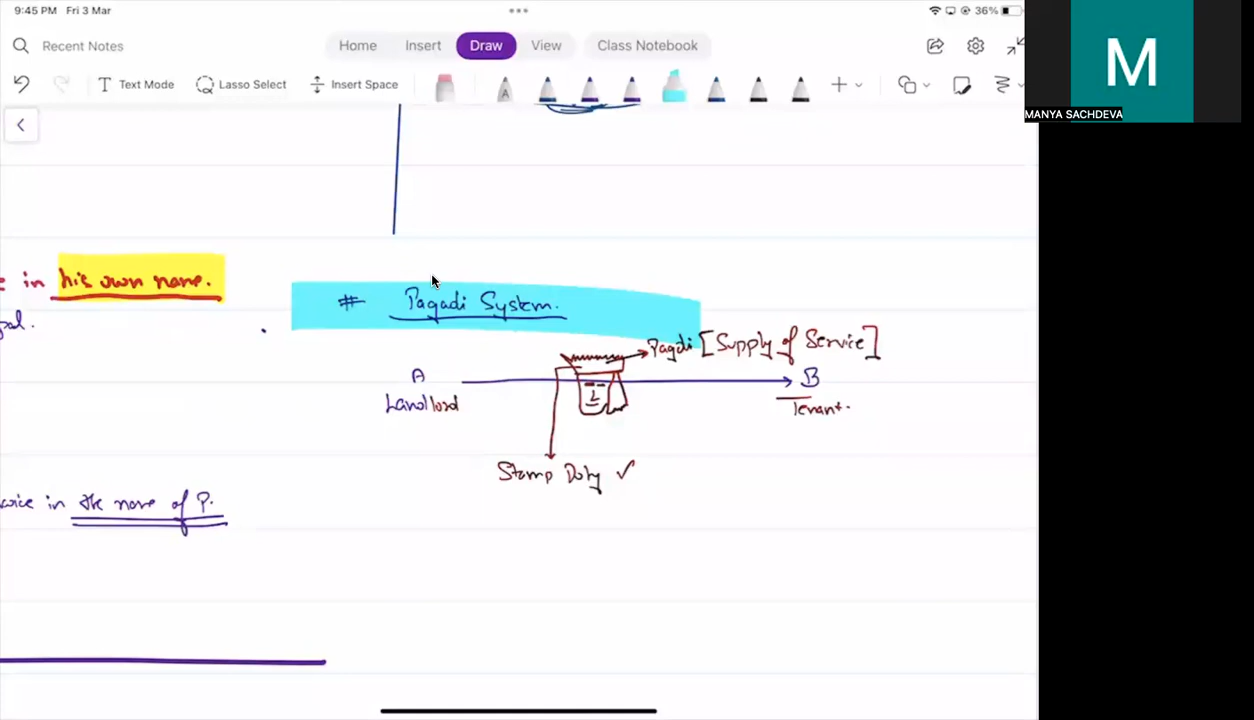 9:45 PM Fri 3 Mar
36%
Recent Notes
Home Insert Draw View Class Notebook
Text Mode
Lasso Select
Insert Space
A
M
MANYA SACHDEVA
in his own name.
pal.
# Pagadi System.
Pagdi [Supply of Service]
A
B
Landlord
Tenant.
Stamp Duty ✓
in the name of P.